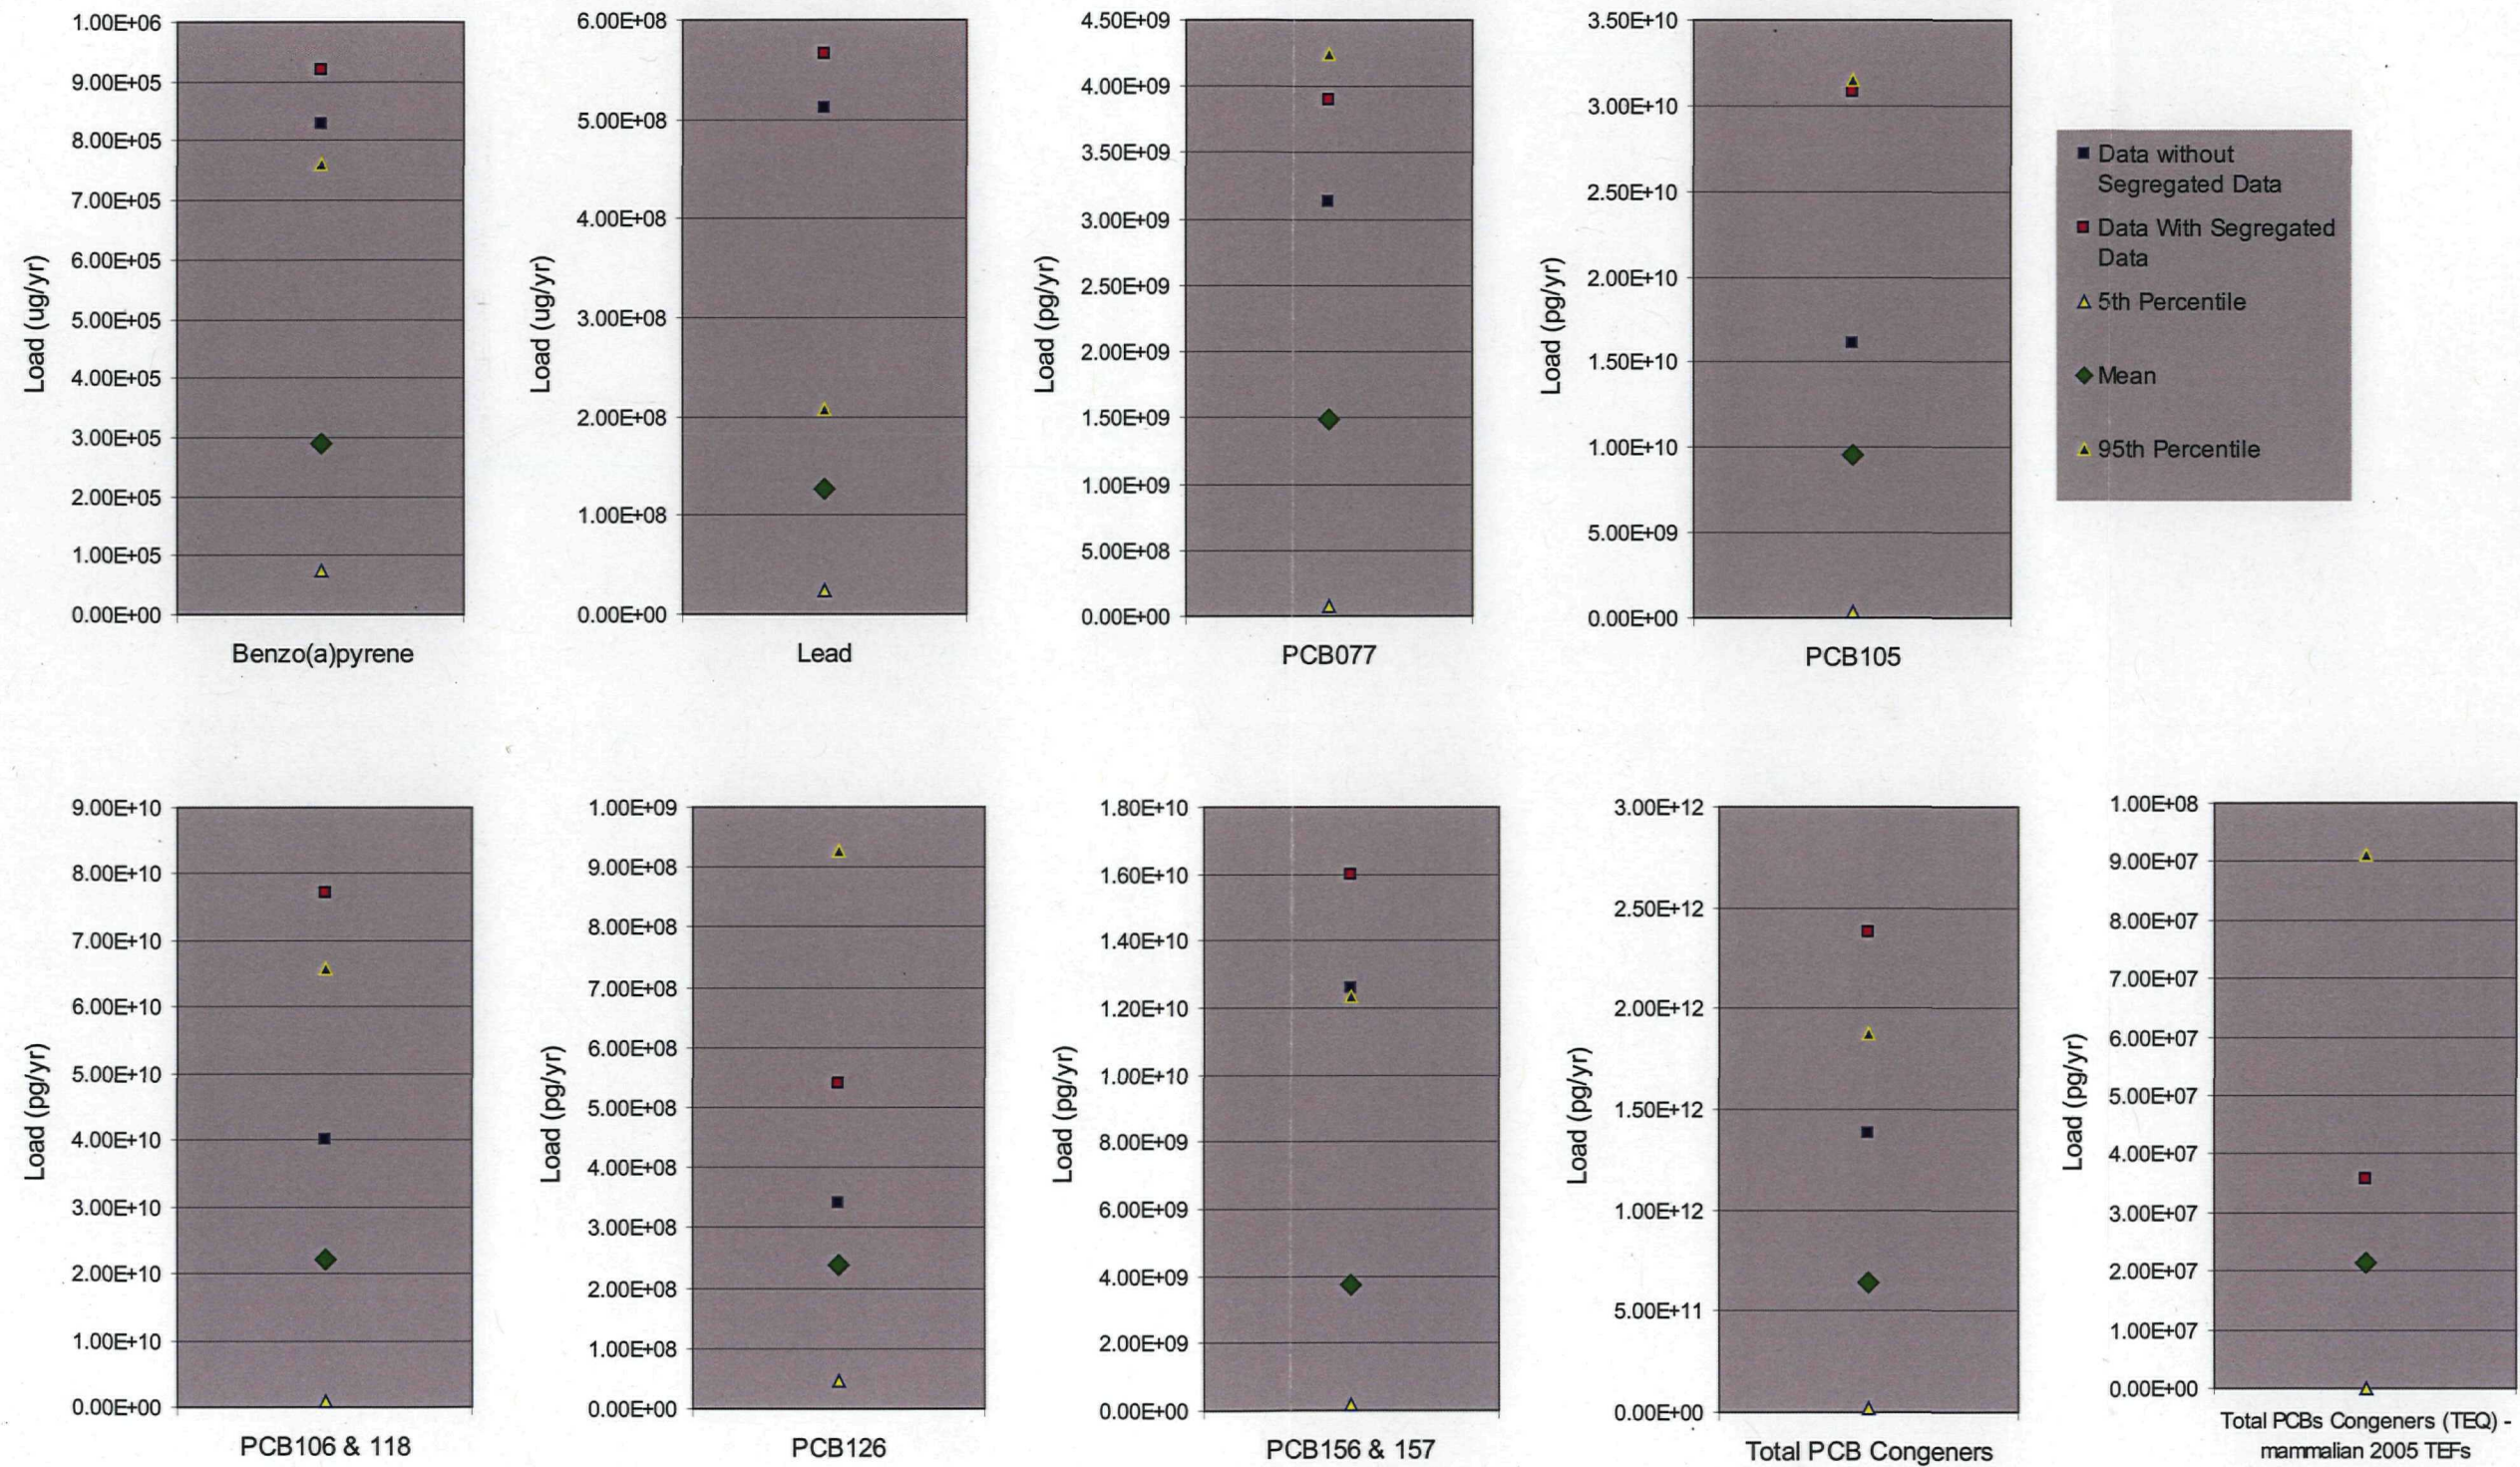 1.00E+06
9.00E+05
8.00E+05
7.00E+05
6.00E+05
5.00E+05
4.00E+05
3.00E+05
2.00E+05
1.00E+05
0.00E+00
Load (ug/yr)
Benzo(a)pyrene
6.00E+08
5.00E+08
4.00E+08
3.00E+08
2.00E+08
1.00E+08
0.00E+00
Load (ug/yr)
Lead
4.50E+09
4.00E+09
3.50E+09
3.00E+09
2.50E+09
2.00E+09
1.50E+09
1.00E+09
5.00E+08
0.00E+00
Load (pg/yr)
PCB077
3.50E+10
3.00E+10
2.50E+10
2.00E+10
1.50E+10
1.00E+10
5.00E+09
0.00E+00
Load (pg/yr)
PCB105
Data without
Segregated Data
Data With Segregated
Data
5th Percentile
Mean
95th Percentile
9.00E+10
8.00E+10
7.00E+10
6.00E+10
5.00E+10
4.00E+10
3.00E+10
2.00E+10
1.00E+10
0.00E+00
Load (pg/yr)
PCB106 & 118
1.00E+09
9.00E+08
8.00E+08
7.00E+08
6.00E+08
5.00E+08
4.00E+08
3.00E+08
2.00E+08
1.00E+08
0.00E+00
Load (pg/yr)
PCB126
1.80E+10
1.60E+10
1.40E+10
1.20E+10
1.00E+10
8.00E+09
6.00E+09
4.00E+09
2.00E+09
0.00E+00
Load (pg/yr)
PCB156 & 157
3.00E+12
2.50E+12
2.00E+12
1.50E+12
1.00E+12
5.00E+11
0.00E+00
Load (pg/yr)
Total PCB Congeners
1.00E+08
9.00E+07
8.00E+07
7.00E+07
6.00E+07
5.00E+07
4.00E+07
3.00E+07
2.00E+07
1.00E+07
0.00E+00
Load (pg/yr)
Total PCBs Congeners (TEQ) -
mammalian 2005 TEFs